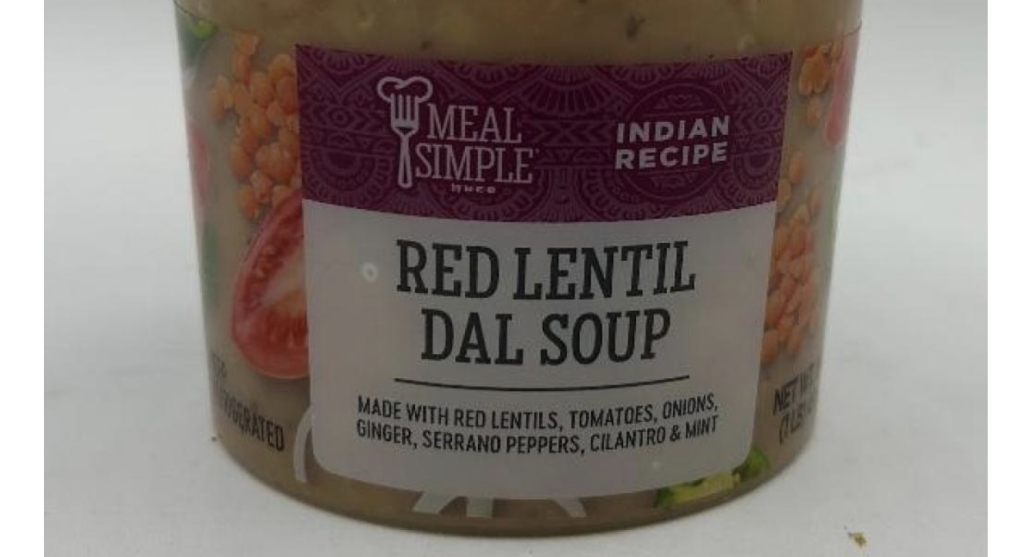 MEAL
SIMPLE
INDIAN
RECIPE
RED LENTIL
DAL SOUP
MADE WITH RED LENTILS, TOMATOES, ONIONS,
GINGER, SERRANO PEPPERS, CILANTRO & MINT
NET